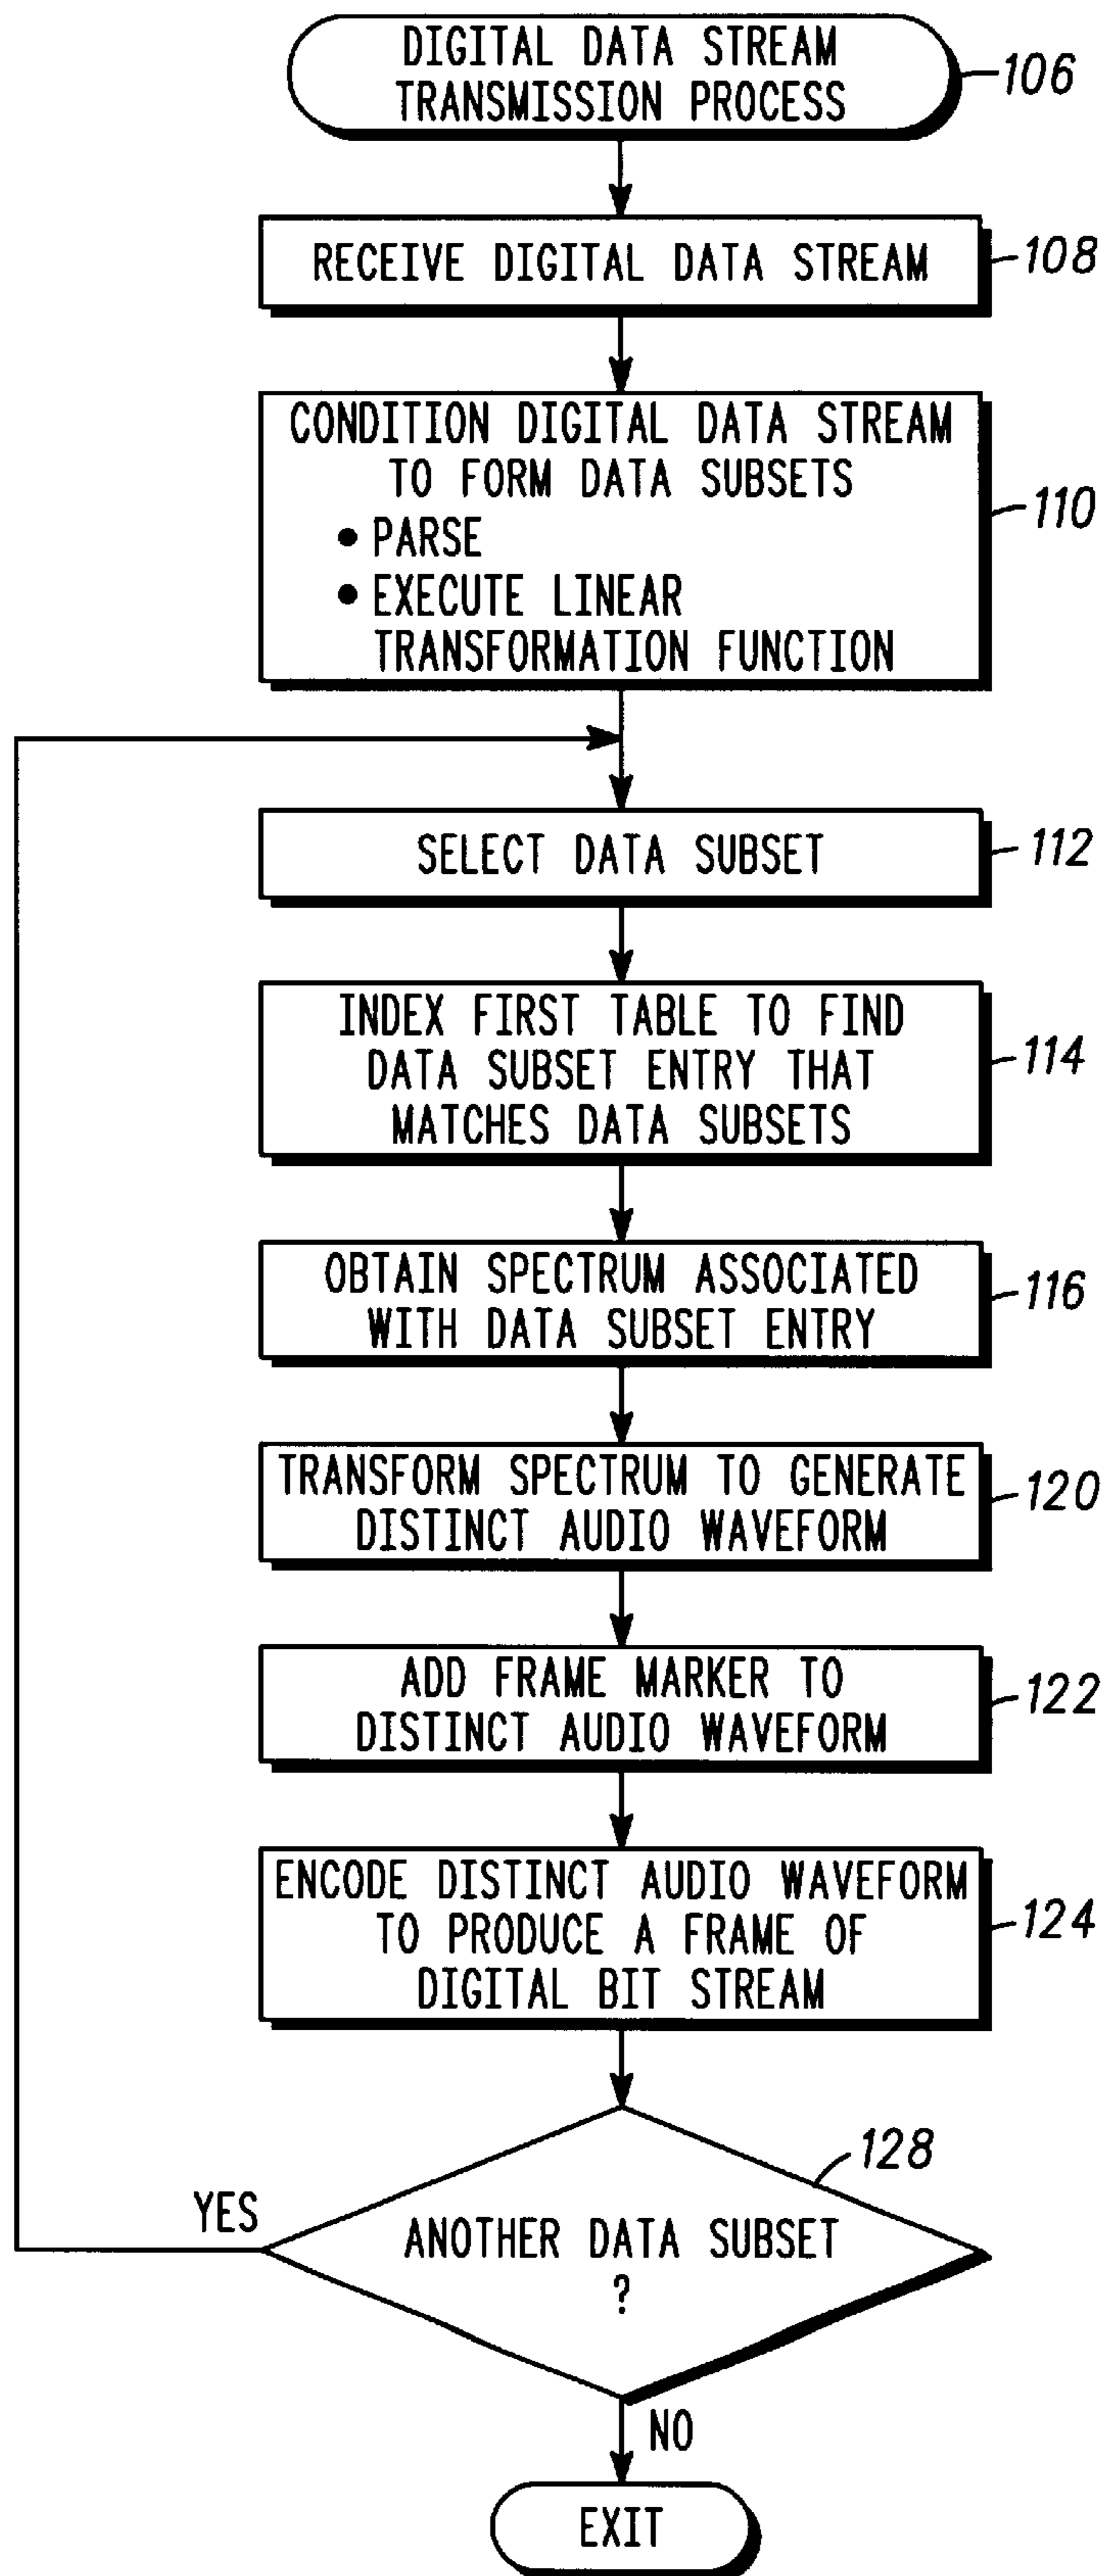 DIGITAL DATA STREAM
TRANSMISSION PROCESS
106
RECEIVE DIGITAL DATA STREAM
108
CONDITION DIGITAL DATA STREAM
TO FORM DATA SUBSETS
• PARSE
• EXECUTE LINEAR
TRANSFORMATION FUNCTION
110
SELECT DATA SUBSET
112
INDEX FIRST TABLE TO FIND
DATA SUBSET ENTRY THAT
MATCHES DATA SUBSETS
114
OBTAIN SPECTRUM ASSOCIATED
WITH DATA SUBSET ENTRY
116
TRANSFORM SPECTRUM TO GENERATE
DISTINCT AUDIO WAVEFORM
120
ADD FRAME MARKER TO
DISTINCT AUDIO WAVEFORM
122
ENCODE DISTINCT AUDIO WAVEFORM
TO PRODUCE A FRAME OF
DIGITAL BIT STREAM
124
128
YES
ANOTHER DATA SUBSET
?
NO
EXIT